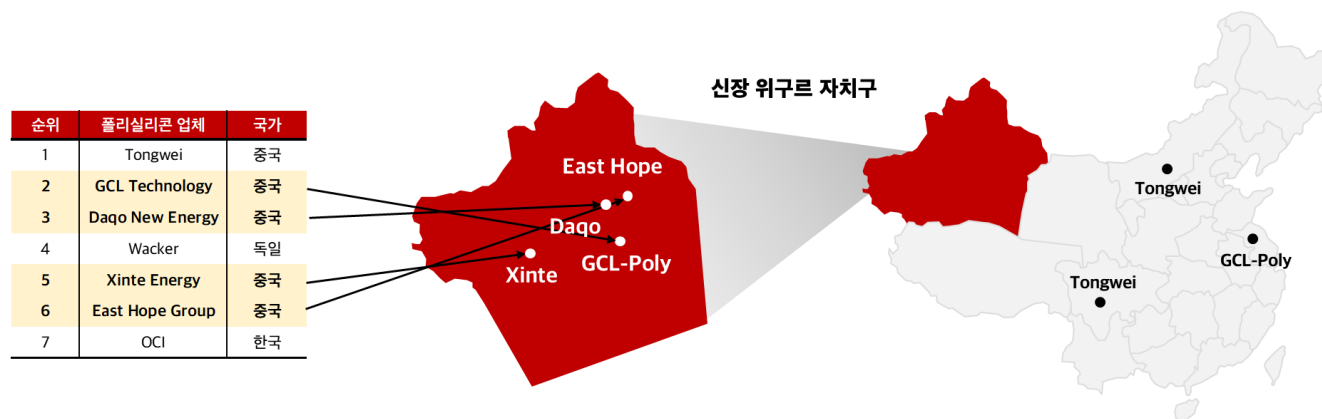 신장 위구르 자치구
순위 폴리실리콘 업체 국가
1 Tongwei 중국
2 GCL Technology 중국
3 Daqo New Energy 중국
4 Wacker 독일
5 Xinte Energy 중국
6 East Hope Group 중국
7 OCI 한국
East Hope
Daqo
GCL-Poly
Xinte
Tongwei
GCL-Poly
Tongwei